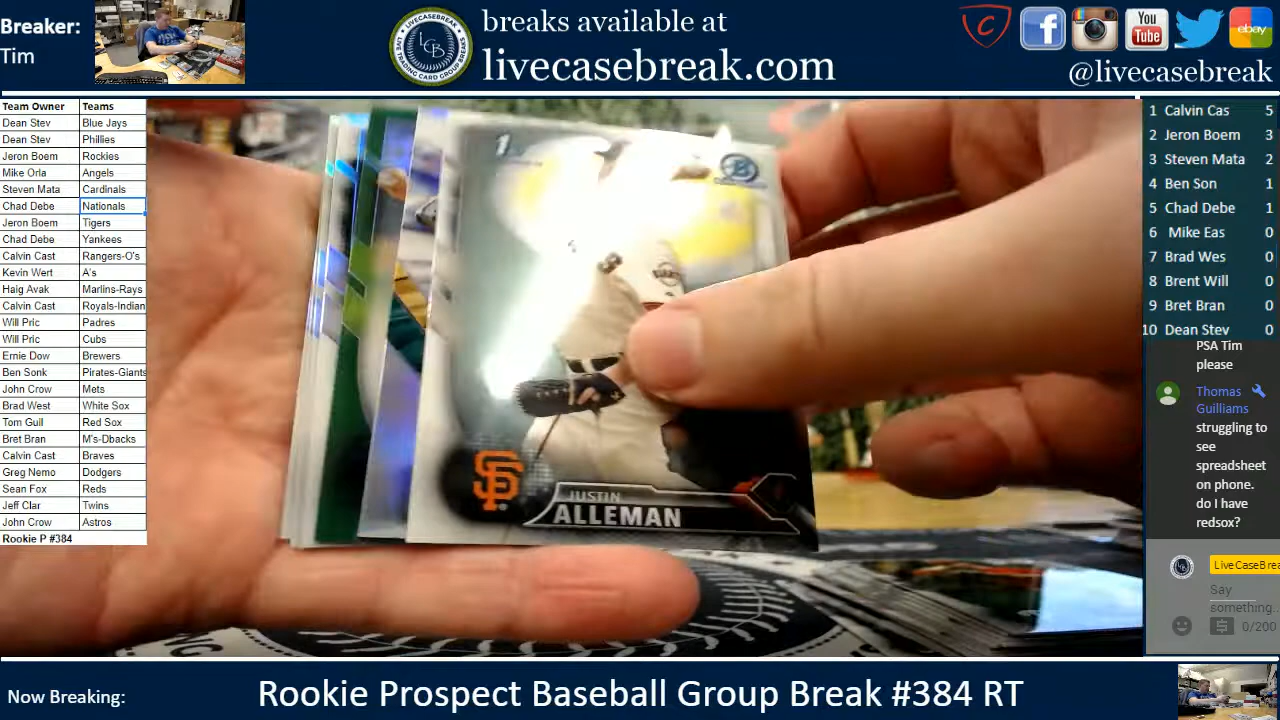 Breaker:
Tim
breaks available at
livecasebreak.com
You
Tube
ebay
@livecasebreak
Team Owner Teams
Dean Stev Blue Jays
Dean Stev Phillies
Jeron Boem Rockies
Mike Orla Angels
Steven Mata Cardinals
Chad Debe Nationals
Jeron Boem Tigers
Chad Debe Yankees
Calvin Cast Rangers-O's
Kevin Wert A's
Haig Avak Marlins-Rays
Calvin Cast Royals-Indian
Will Pric Padres
Will Pric Cubs
Ernie Dow Brewers
Ben Sonk Pirates-Giants
John Crow Mets
Brad West White Sox
Tom Guil Red Sox
Bret Bran M's-Dbacks
Calvin Cast Braves
Greg Nemo Dodgers
Sean Fox Reds
Jeff Clar Twins
John Crow Astros
Rookie P #384
1
SF
JUSTIN
ALLEMAN
1 Calvin Cas 5
2 Jeron Boem 3
3 Steven Mata 2
4 Ben Son 1
5 Chad Debe 1
6 Mike Eas 0
7 Brad Wes 0
8 Brent Will 0
9 Bret Bran 0
10 Dean Stev 0
PSA Tim
please
Thomas
Guilliams
struggling to
see
spreadsheet
on phone.
do I have
redsox?
LiveCaseBrea
Say
something...
0/200
Now Breaking:
Rookie Prospect Baseball Group Break #384 RT